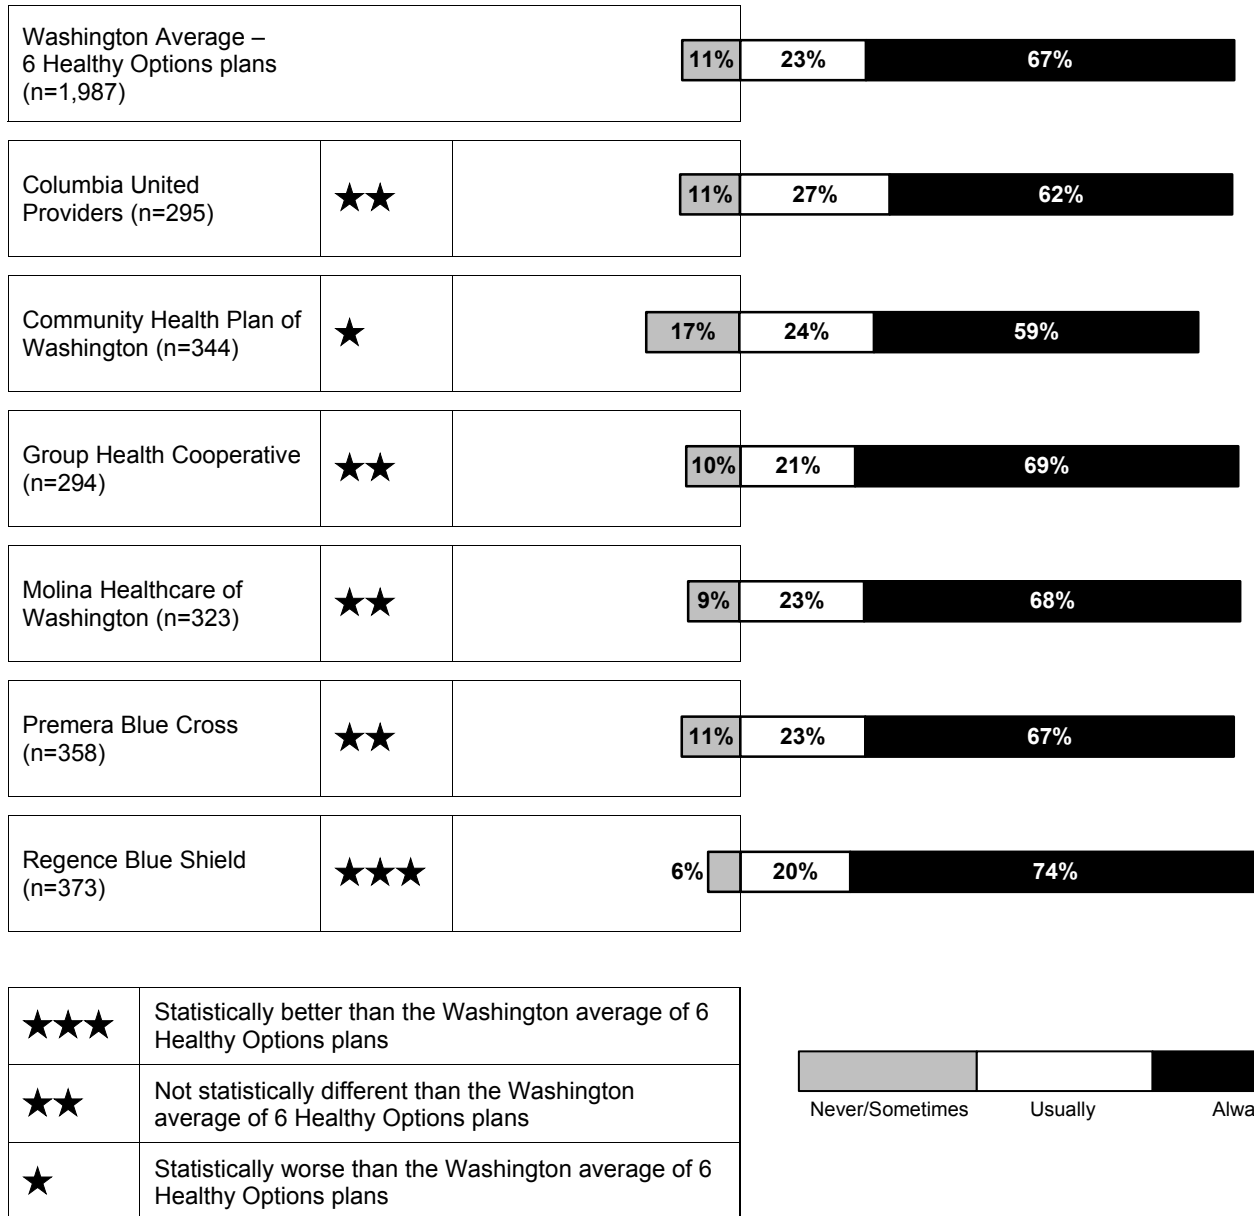 Washington Average –
6 Healthy Options plans
(n=1,987)
11% 23% 67%
Columbia United
Providers (n=295)
★★
11% 27% 62%
Community Health Plan of
Washington (n=344)
★
17% 24% 59%
Group Health Cooperative
(n=294)
★★
10% 21% 69%
Molina Healthcare of
Washington (n=323)
★★
9% 23% 68%
Premera Blue Cross
(n=358)
★★
11% 23% 67%
Regence Blue Shield
(n=373)
★★★
6% 20% 74%
★★★
Statistically better than the Washington average of 6
Healthy Options plans
★★
Not statistically different than the Washington
average of 6 Healthy Options plans
★
Statistically worse than the Washington average of 6
Healthy Options plans
Never/Sometimes Usually Alwa